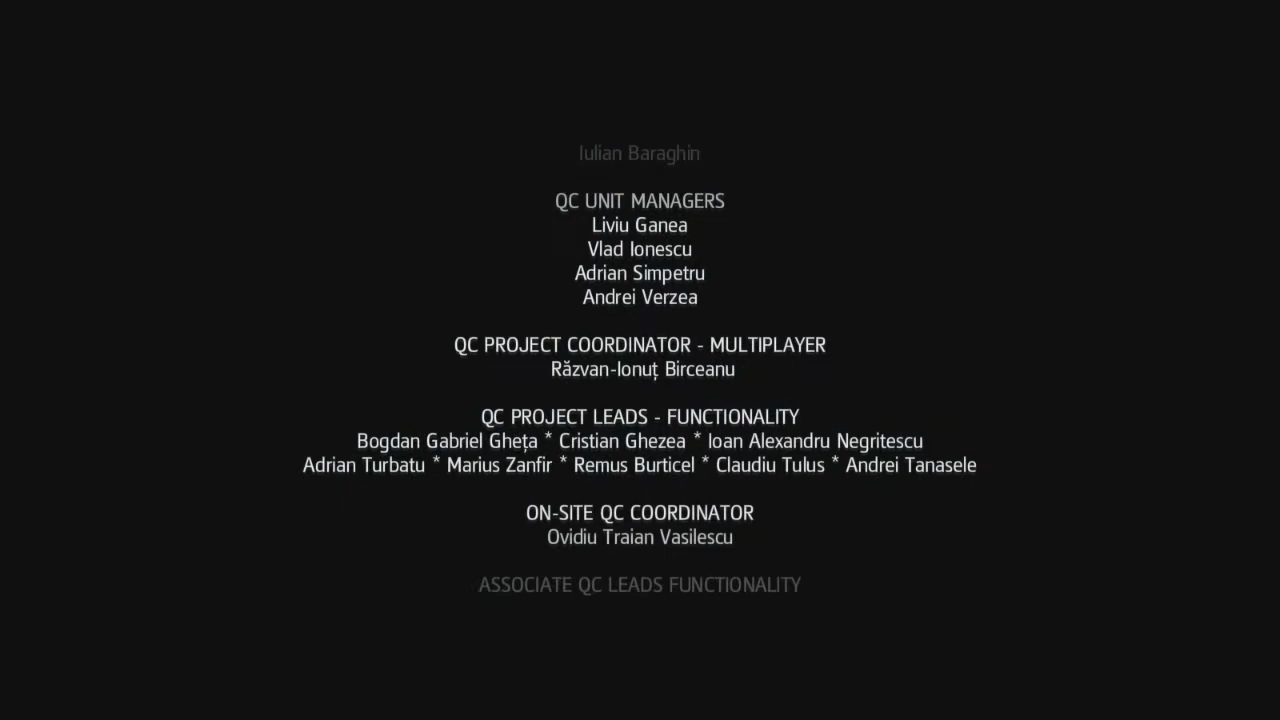 Iulian Baraghin
QC UNIT MANAGERS
Liviu Ganea
Vlad Ionescu
Adrian Simpetru
Andrei Verzea
QC PROJECT COORDINATOR - MULTIPLAYER
Răzvan-Ionuț Birceanu
QC PROJECT LEADS - FUNCTIONALITY
Bogdan Gabriel Gheța * Cristian Ghezea * Ioan Alexandru Negritescu
Adrian Turbatu * Marius Zanfir * Remus Burticel * Claudiu Tulus * Andrei Tanasele
ON-SITE QC COORDINATOR
Ovidiu Traian Vasilescu
ASSOCIATE QC LEADS FUNCTIONALITY